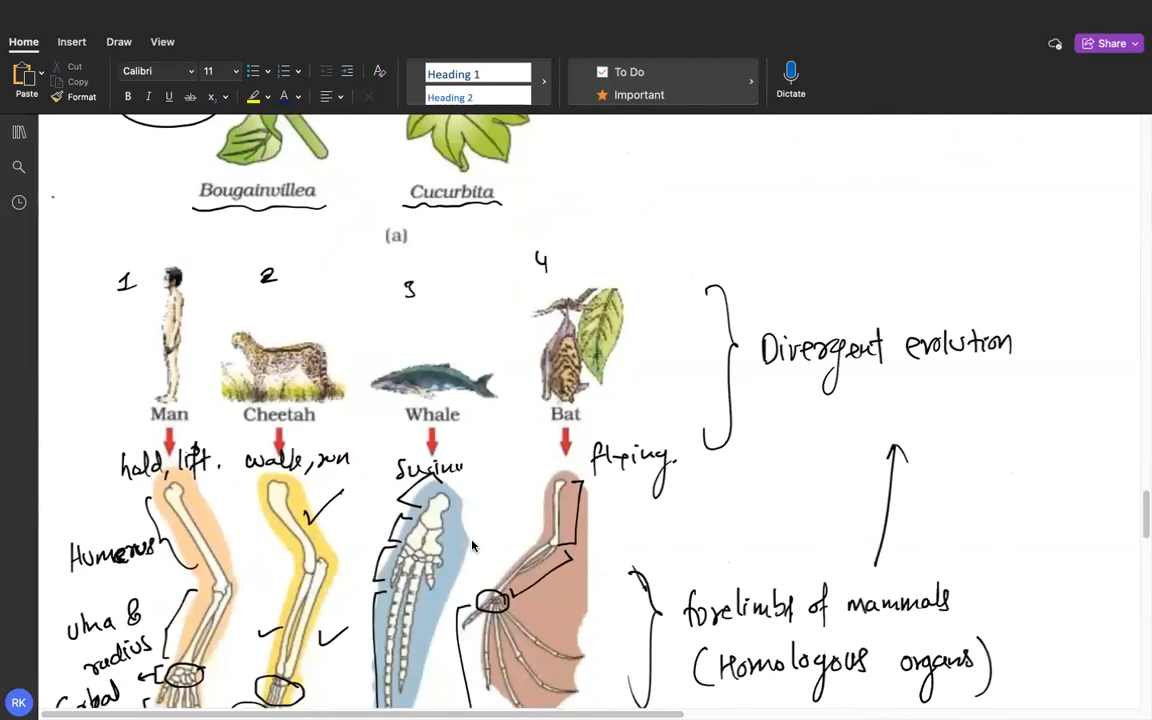 Home Insert Draw View
Share
Paste
Cut
Copy
Format
Calibri 11
B I U ab x
A
Heading 1
Heading 2
To Do
Important
Dictate
Bougainvillea Cucurbita
(a)
1 2 3 4
Man Cheetah Whale Bat
Divergent evolution
hold, lift. walk, run flying.
Humerus
Ulna &
radius
forelimbs of mammals
(Homologous organs)
RK